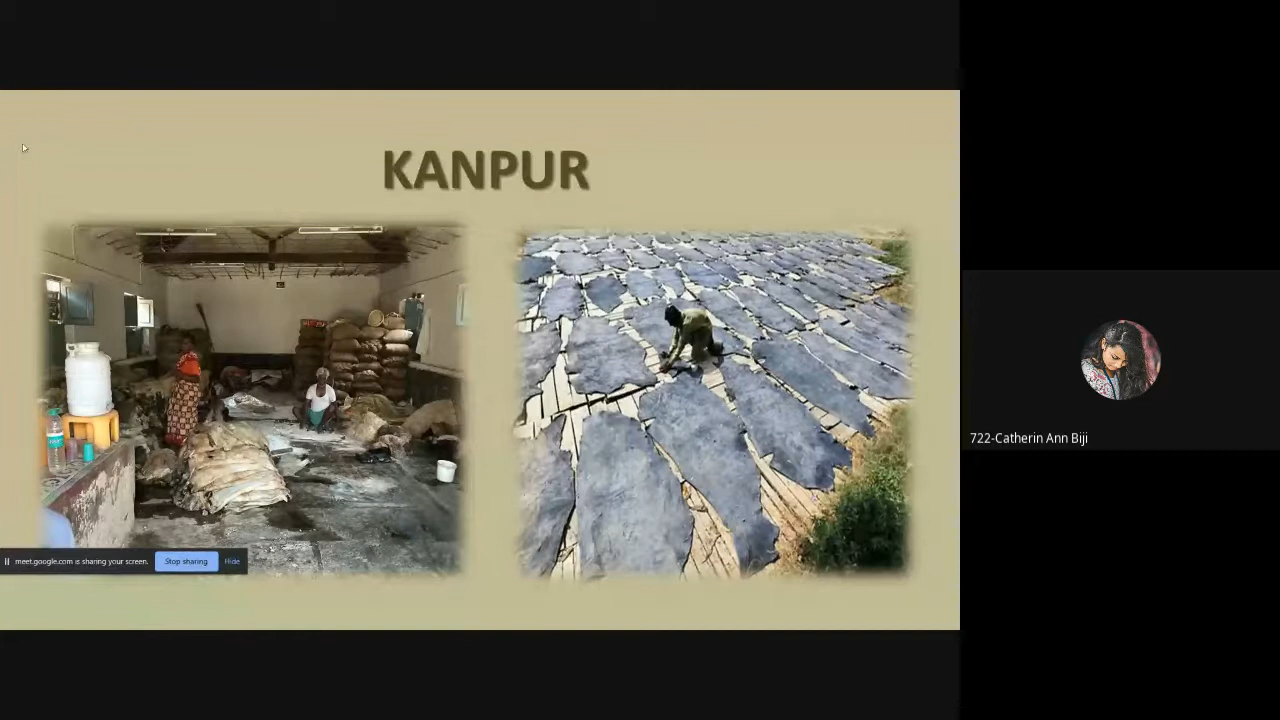 KANPUR
meet.google.com is sharing your screen.
Stop sharing
Hide
722-Catherin Ann Biji